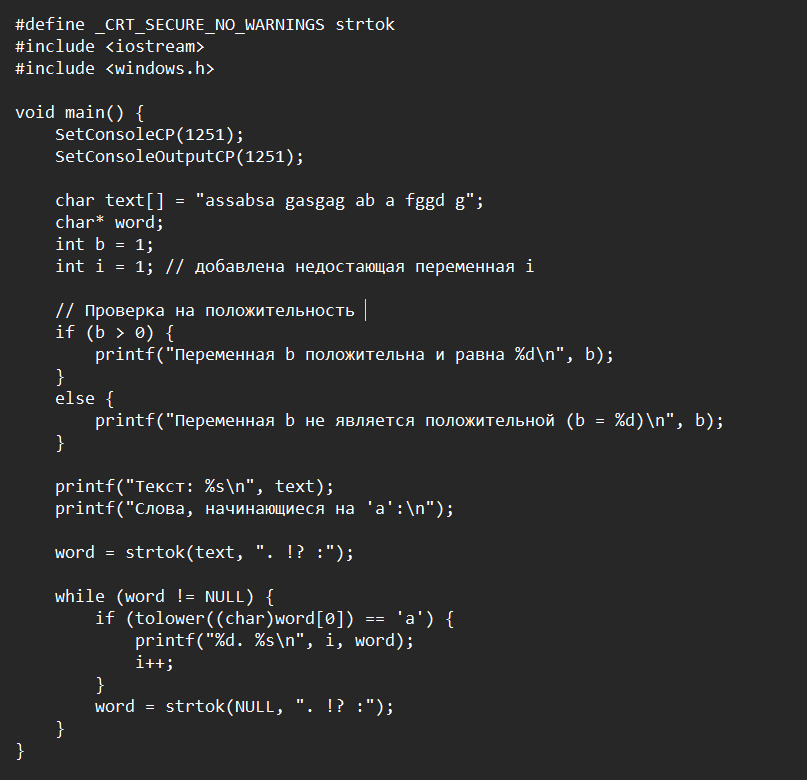 #define _CRT_SECURE_NO_WARNINGS strtok
#include <iostream>
#include <windows.h>

void main() {
    SetConsoleCP(1251);
    SetConsoleOutputCP(1251);

    char text[] = "assabsa gasgag ab a fggd g";
    char* word;
    int b = 1;
    int i = 1; // добавлена недостающая переменная i

    // Проверка на положительность
    if (b > 0) {
        printf("Переменная b положительна и равна %d\n", b);
    }
    else {
        printf("Переменная b не является положительной (b = %d)\n", b);
    }

    printf("Текст: %s\n", text);
    printf("Слова, начинающиеся на 'a':\n");

    word = strtok(text, ". !? :");

    while (word != NULL) {
        if (tolower((char)word[0]) == 'a') {
            printf("%d. %s\n", i, word);
            i++;
        }
        word = strtok(NULL, ". !? :");
    }
}